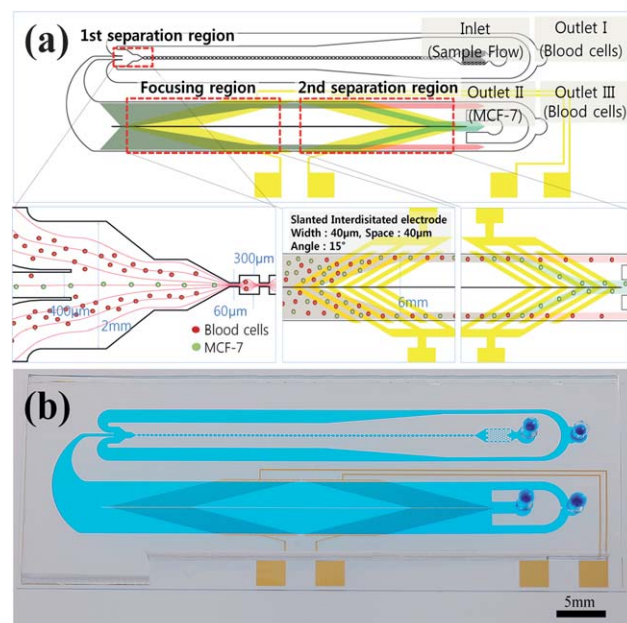 (a)
1st separation region
Inlet
(Sample Flow)
Outlet I
(Blood cells)
Focusing region
2nd separation region
Outlet II
(MCF-7)
Outlet III
(Blood cells)
300μm
400μm
2mm
60μm
Blood cells
MCF-7
Slanted Interdisitated electrode
Width : 40μm, Space : 40μm
Angle : 15°
6mm
(b)
5mm